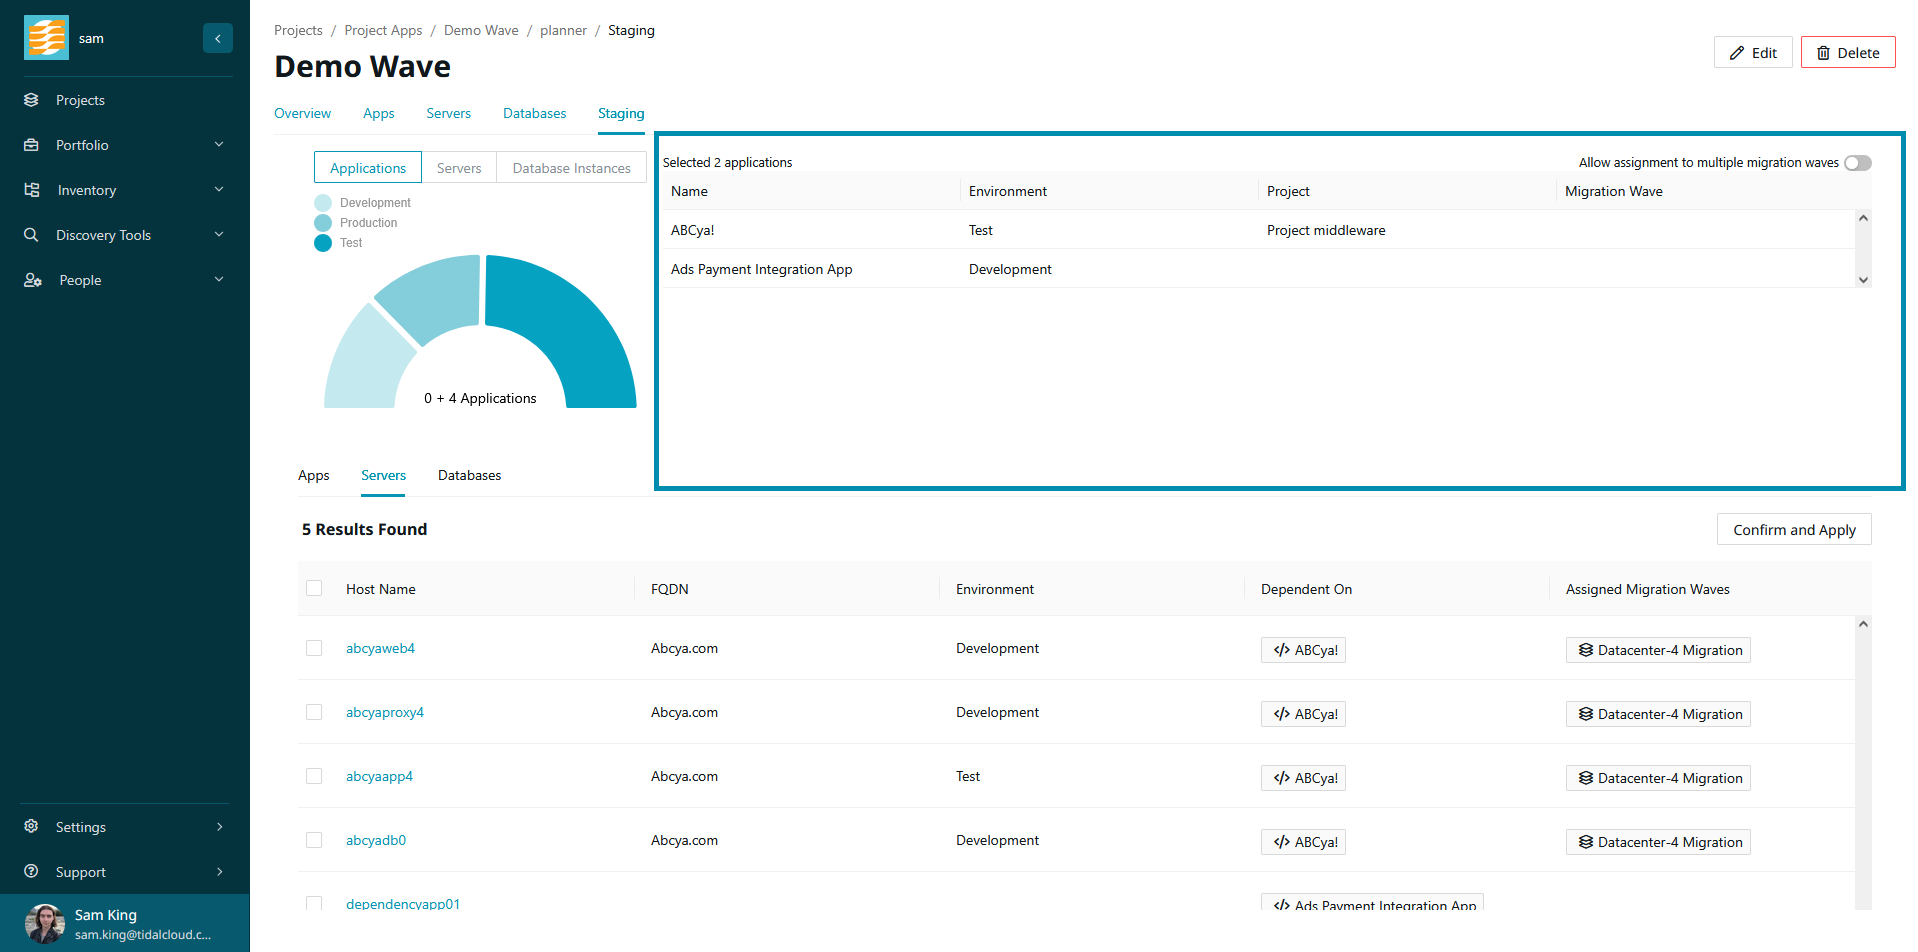 sam
Projects
Portfolio
Inventory
Discovery Tools
People
Settings
Support
Sam King
sam.king@tidalcloud.c...
Projects / Project Apps / Demo Wave / planner / Staging
Demo Wave
Edit Delete
Overview Apps Servers Databases Staging
Applications Servers Database Instances
Development
Production
Test
0 + 4 Applications
Selected 2 applications Allow assignment to multiple migration waves
Name Environment Project Migration Wave
ABCya! Test Project middleware
Ads Payment Integration App Development
Apps Servers Databases
5 Results Found Confirm and Apply
Host Name FQDN Environment Dependent On Assigned Migration Waves
abcyaweb4 Abcya.com Development </> ABCya! Datacenter-4 Migration
abcyaproxy4 Abcya.com Development </> ABCya! Datacenter-4 Migration
abcyaapp4 Abcya.com Test </> ABCya! Datacenter-4 Migration
abcyadb0 Abcya.com Development </> ABCya! Datacenter-4 Migration
dependencyapp01 </> Ads Payment Integration App